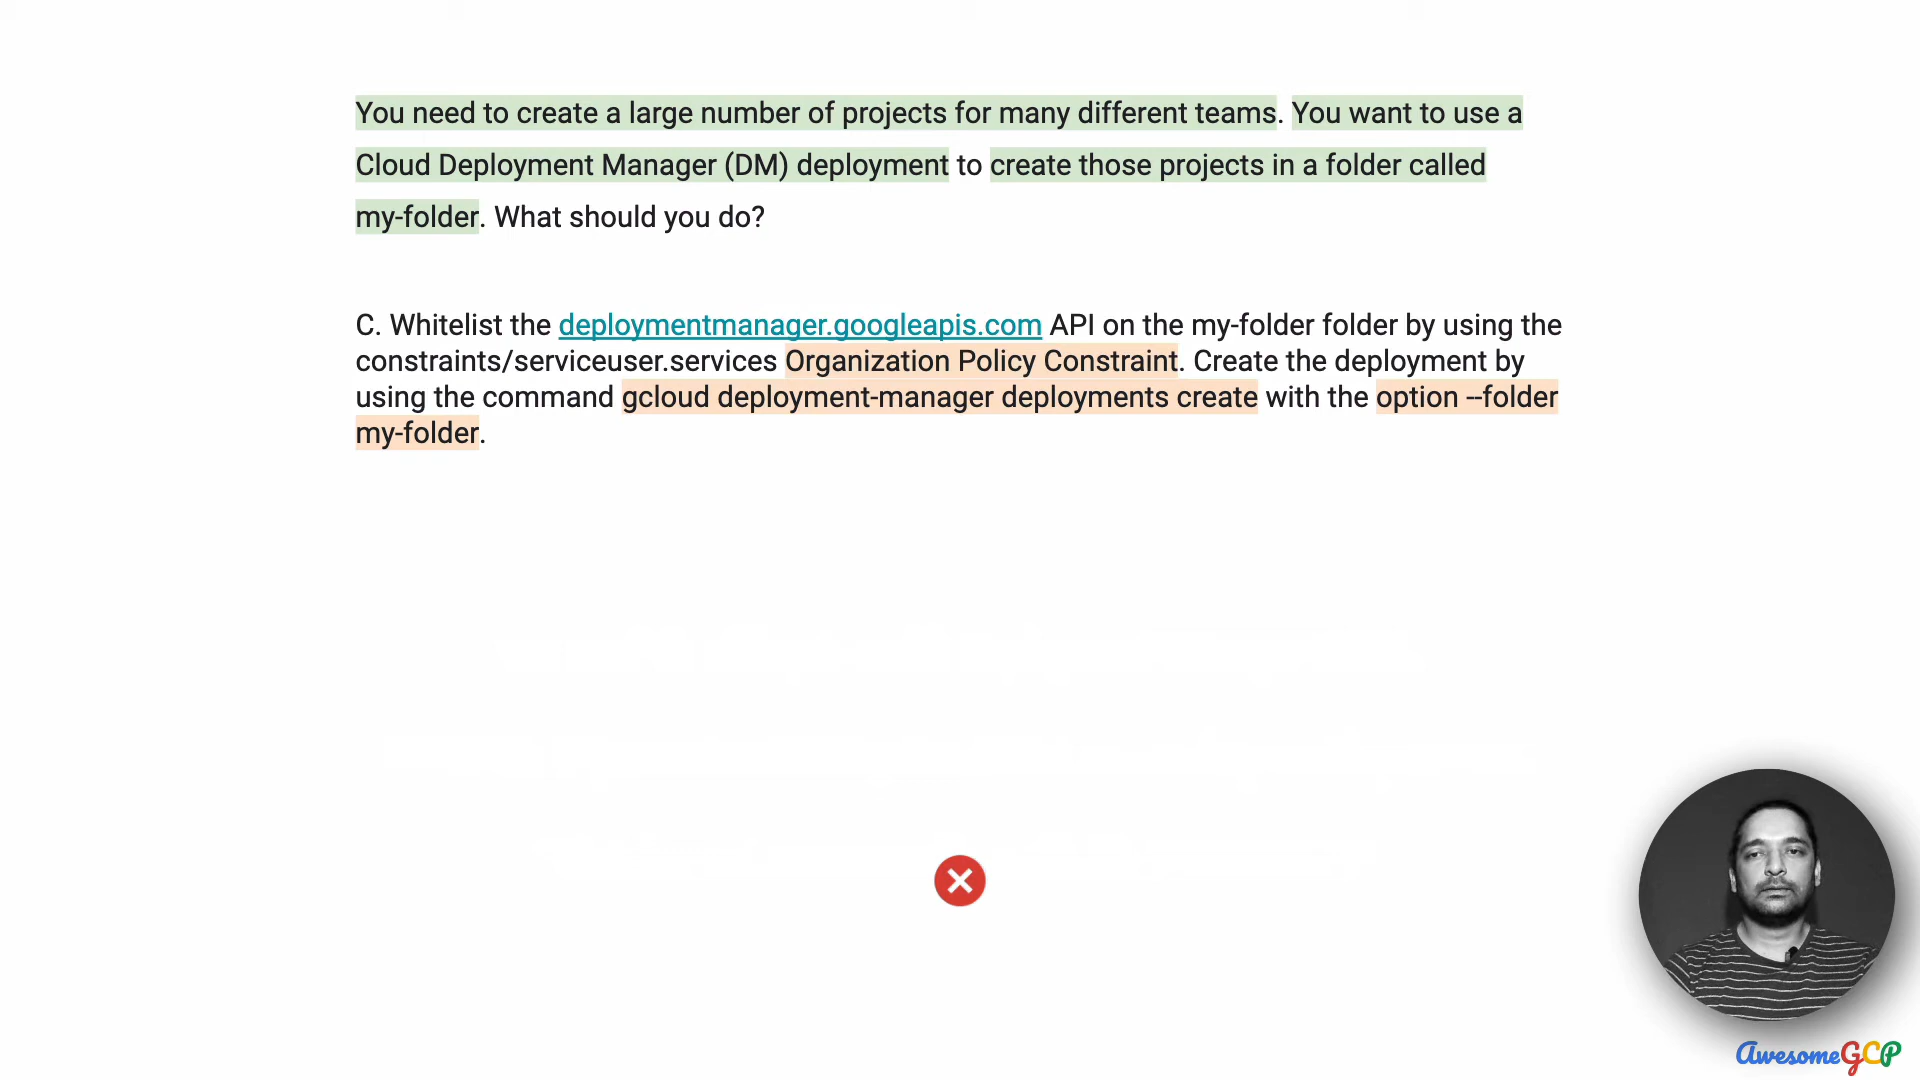 You need to create a large number of projects for many different teams. You want to use a
Cloud Deployment Manager (DM) deployment to create those projects in a folder called
my-folder. What should you do?
C. Whitelist the deploymentmanager.googleapis.com API on the my-folder folder by using the
constraints/serviceuser.services Organization Policy Constraint. Create the deployment by
using the command gcloud deployment-manager deployments create with the option --folder
my-folder.
AwesomeGCP